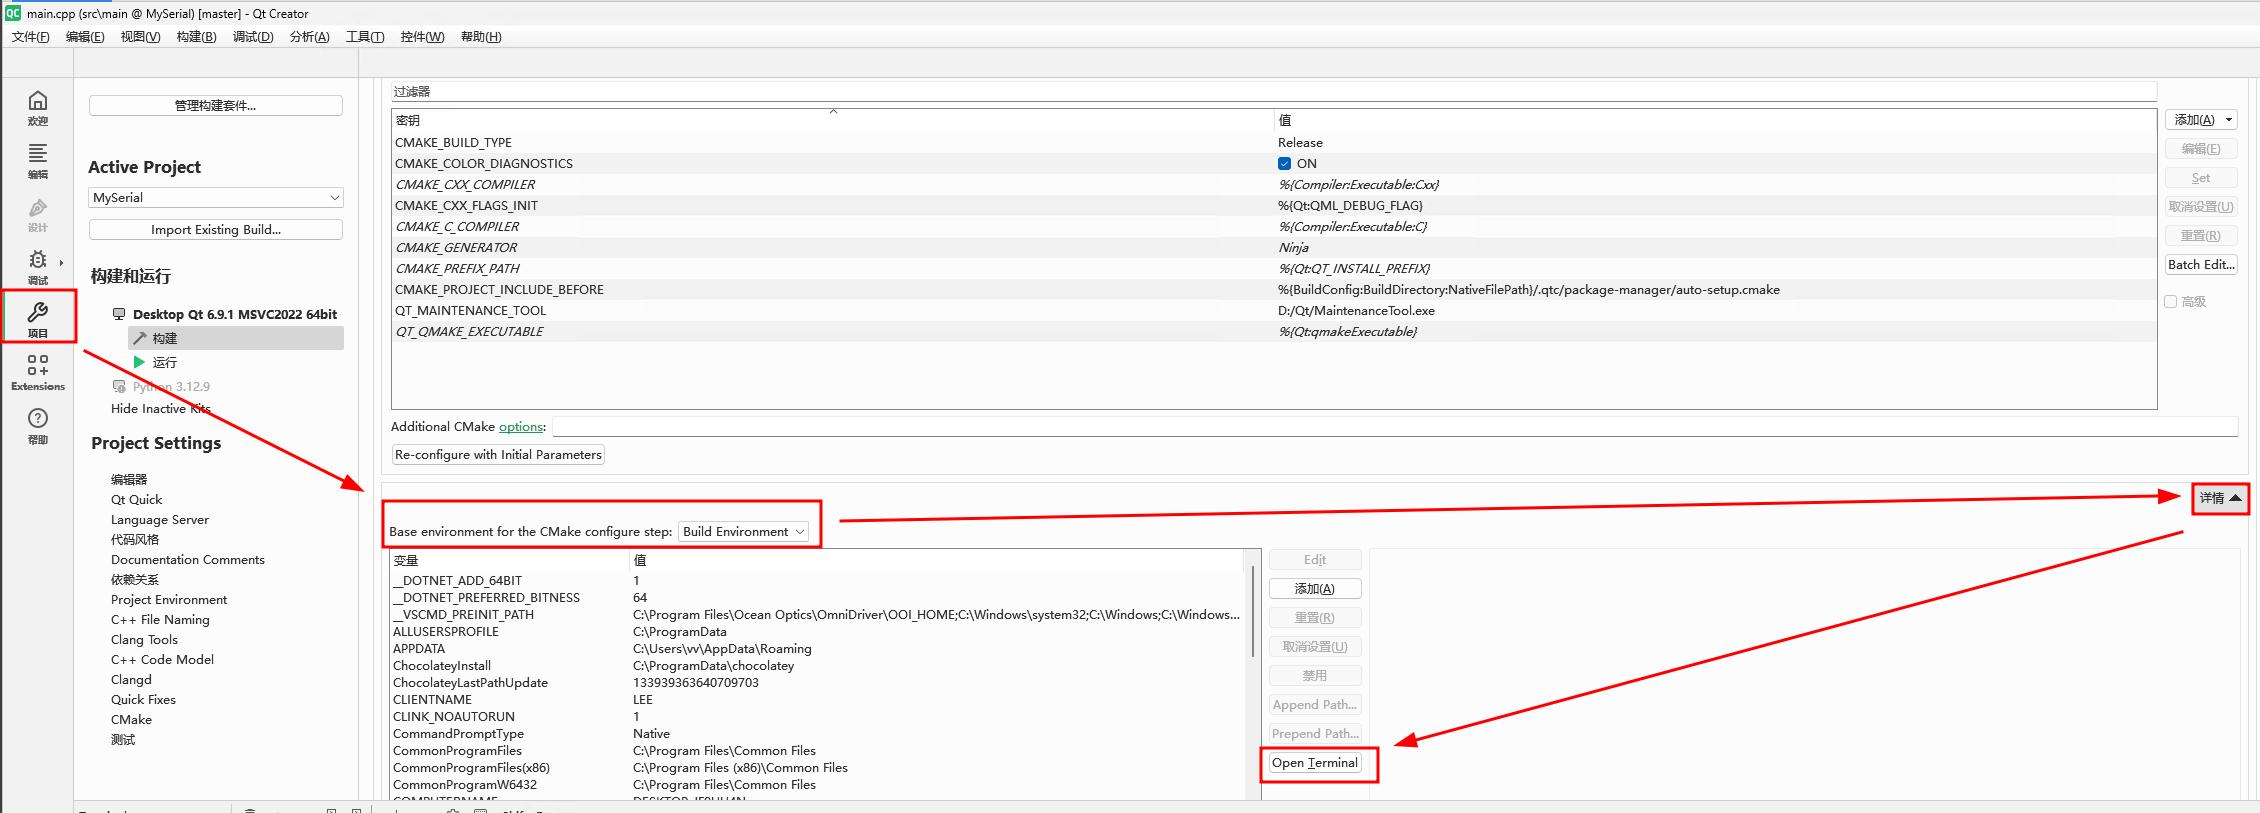 main.cpp (src\main @ MySerial) [master] - Qt Creator
文件(F) 编辑(E) 视图(V) 构建(B) 调试(D) 分析(A) 工具(T) 控件(W) 帮助(H)
欢迎
编辑
设计
调试
项目
Extensions
帮助
管理构建套件...
Active Project
MySerial
Import Existing Build...
构建和运行
Desktop Qt 6.9.1 MSVC2022 64bit
构建
运行
Python 3.12.9
Hide Inactive Kits
Project Settings
编辑器
Qt Quick
Language Server
代码风格
Documentation Comments
依赖关系
Project Environment
C++ File Naming
Clang Tools
C++ Code Model
Clangd
Quick Fixes
CMake
测试
过滤器
密钥 值
CMAKE_BUILD_TYPE Release
CMAKE_COLOR_DIAGNOSTICS ON
CMAKE_CXX_COMPILER %{Compiler:Executable:Cxx}
CMAKE_CXX_FLAGS_INIT %{Qt:QML_DEBUG_FLAG}
CMAKE_C_COMPILER %{Compiler:Executable:C}
CMAKE_GENERATOR Ninja
CMAKE_PREFIX_PATH %{Qt:QT_INSTALL_PREFIX}
CMAKE_PROJECT_INCLUDE_BEFORE %{BuildConfig:BuildDirectory:NativeFilePath}/.qtc/package-manager/auto-setup.cmake
QT_MAINTENANCE_TOOL D:/Qt/MaintenanceTool.exe
QT_QMAKE_EXECUTABLE %{Qt:qmakeExecutable}
添加(A)
编辑(E)
Set
取消设置(U)
重置(R)
Batch Edit...
高级
Additional CMake options:
Re-configure with Initial Parameters
详情
Base environment for the CMake configure step: Build Environment
变量 值
__DOTNET_ADD_64BIT 1
__DOTNET_PREFERRED_BITNESS 64
__VSCMD_PREINIT_PATH C:\Program Files\Ocean Optics\OmniDriver\OOI_HOME;C:\Windows\system32;C:\Windows;C:\Windows...
ALLUSERSPROFILE C:\ProgramData
APPDATA C:\Users\vv\AppData\Roaming
ChocolateyInstall C:\ProgramData\chocolatey
ChocolateyLastPathUpdate 133939363640709703
CLIENTNAME LEE
CLINK_NOAUTORUN 1
CommandPromptType Native
CommonProgramFiles C:\Program Files\Common Files
CommonProgramFiles(x86) C:\Program Files (x86)\Common Files
CommonProgramW6432 C:\Program Files\Common Files
Edit
添加(A)
重置(R)
取消设置(U)
禁用
Append Path...
Prepend Path...
Open Terminal